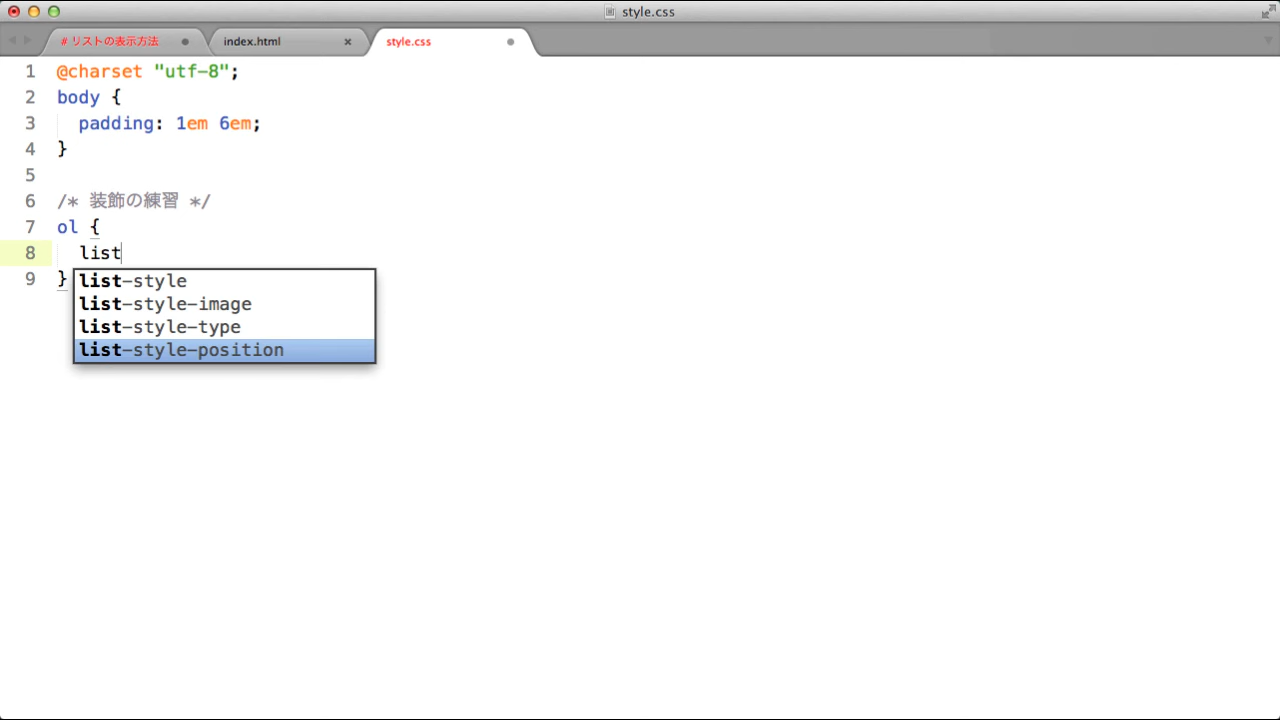 style.css
# リストの表示方法
index.html
style.css
1 @charset "utf-8";
2 body {
3 padding: 1em 6em;
4 }
5
6 /* 装飾の練習 */
7 ol {
8 list
9 }
list-style
list-style-image
list-style-type
list-style-position